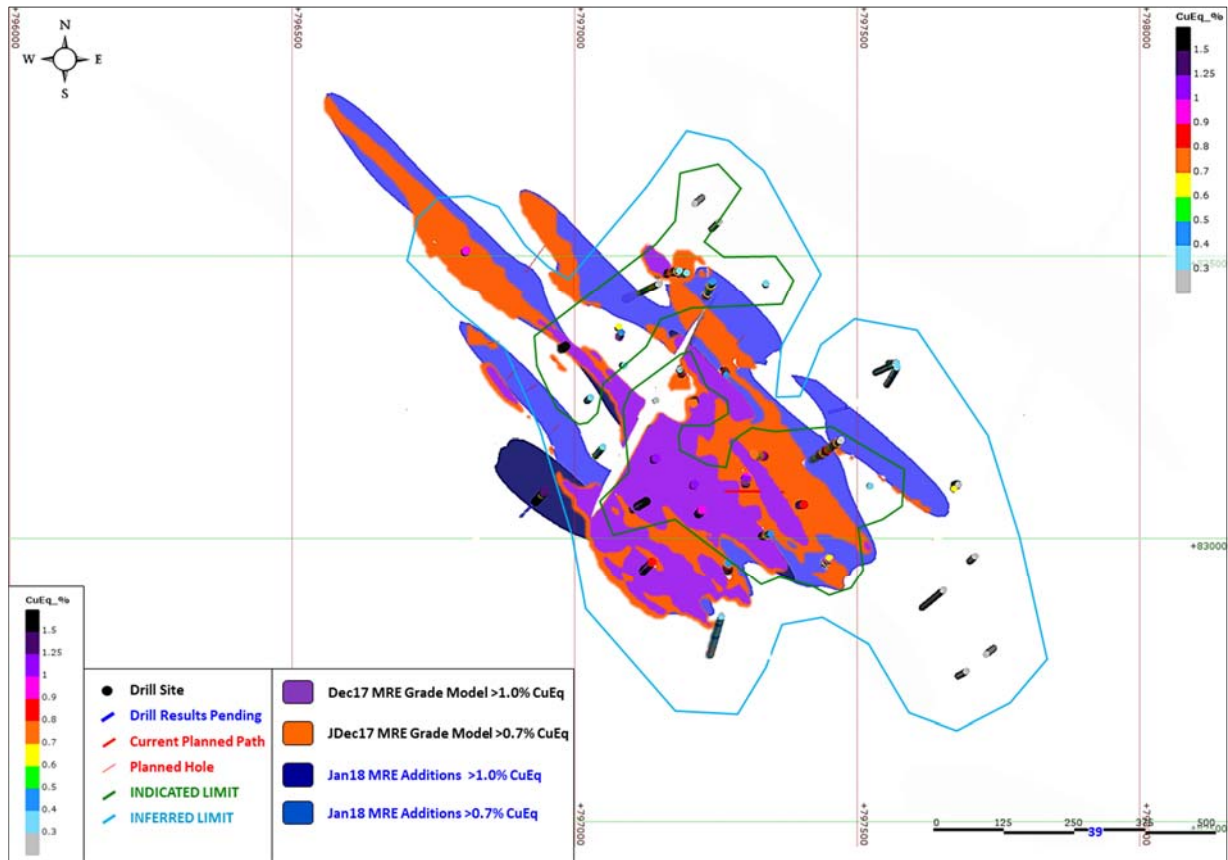 +796000
+796500
+797000
+797500
+798000
N
W
E
S
CuEq_%
1.5
1.25
1
0.9
0.8
0.7
0.6
0.5
0.4
0.3
+83000
CuEq_%
1.5
1.25
1
0.9
0.8
0.7
0.6
0.5
0.4
0.3
Drill Site
Drill Results Pending
Current Planned Path
Planned Hole
INDICATED LIMIT
INFERRED LIMIT
Dec17 MRE Grade Model >1.0% CuEq
JDec17 MRE Grade Model >0.7% CuEq
Jan18 MRE Additions >1.0% CuEq
Jan18 MRE Additions >0.7% CuEq
+797000
+797500
0 125 250 375 500
39